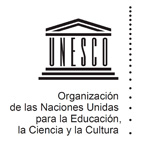 UNESCO
Organización
de las Naciones Unidas
para la Educación,
la Ciencia y la Cultura